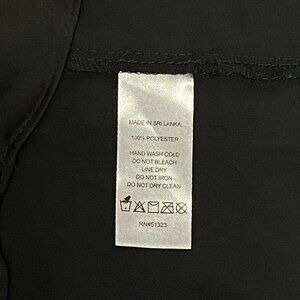 MADE IN SRI LANKA
100% POLYESTER
HAND WASH COLD
DO NOT BLEACH
LINE DRY
DO NOT IRON
DO NOT DRY CLEAN
RN#51323